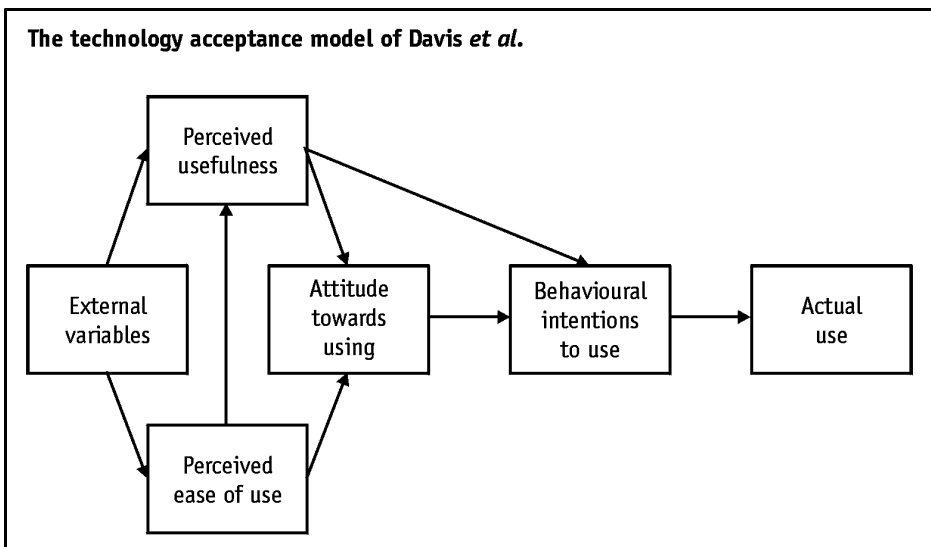 The technology acceptance model of Davis et al.
Perceived
usefulness
External
variables
Attitude
towards
using
Behavioural
intentions
to use
Actual
use
Perceived
ease of use